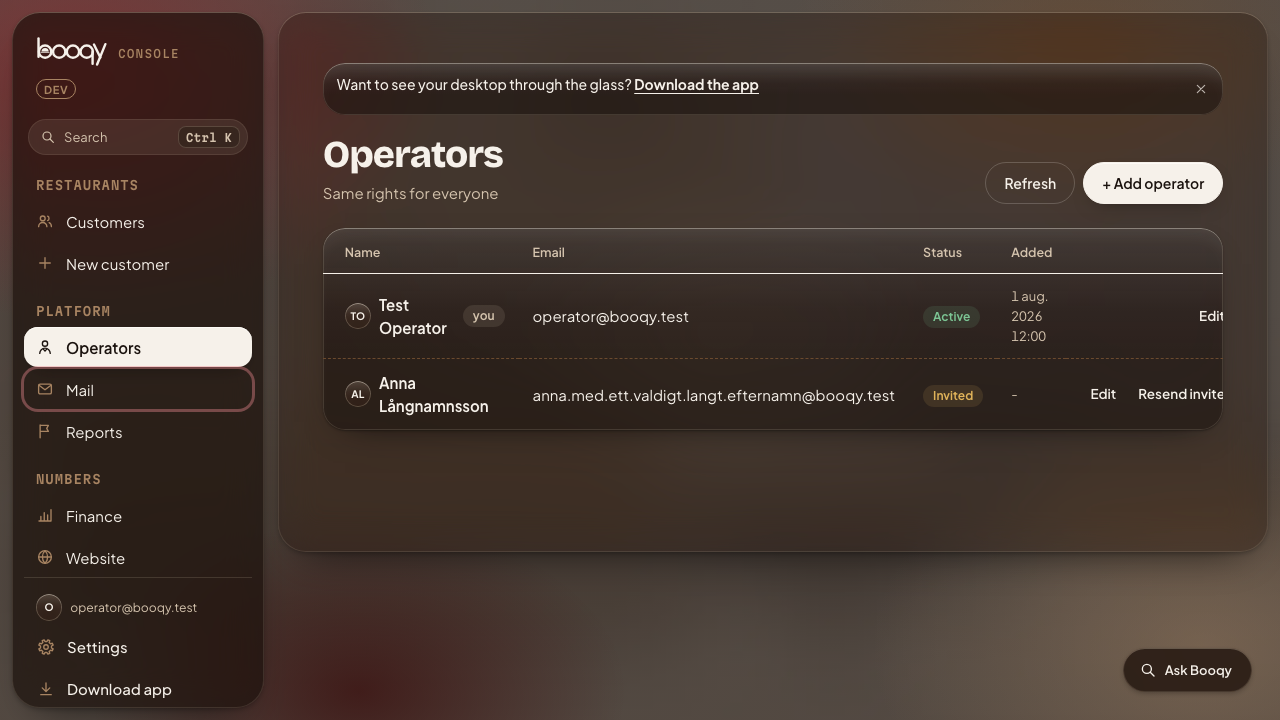 booqy CONSOLE
DEV
Search Ctrl K
RESTAURANTS
Customers
New customer
PLATFORM
Operators
Mail
Reports
NUMBERS
Finance
Website
O operator@booqy.test
Settings
Download app
Want to see your desktop through the glass? Download the app
Operators
Same rights for everyone
Refresh
+ Add operator
Name Email Status Added
TO Test Operator you operator@booqy.test Active 1 aug. 2026 12:00 Edit
AL Anna Långnamnsson anna.med.ett.valdigt.langt.efternamn@booqy.test Invited - Edit Resend invite
Ask Booqy